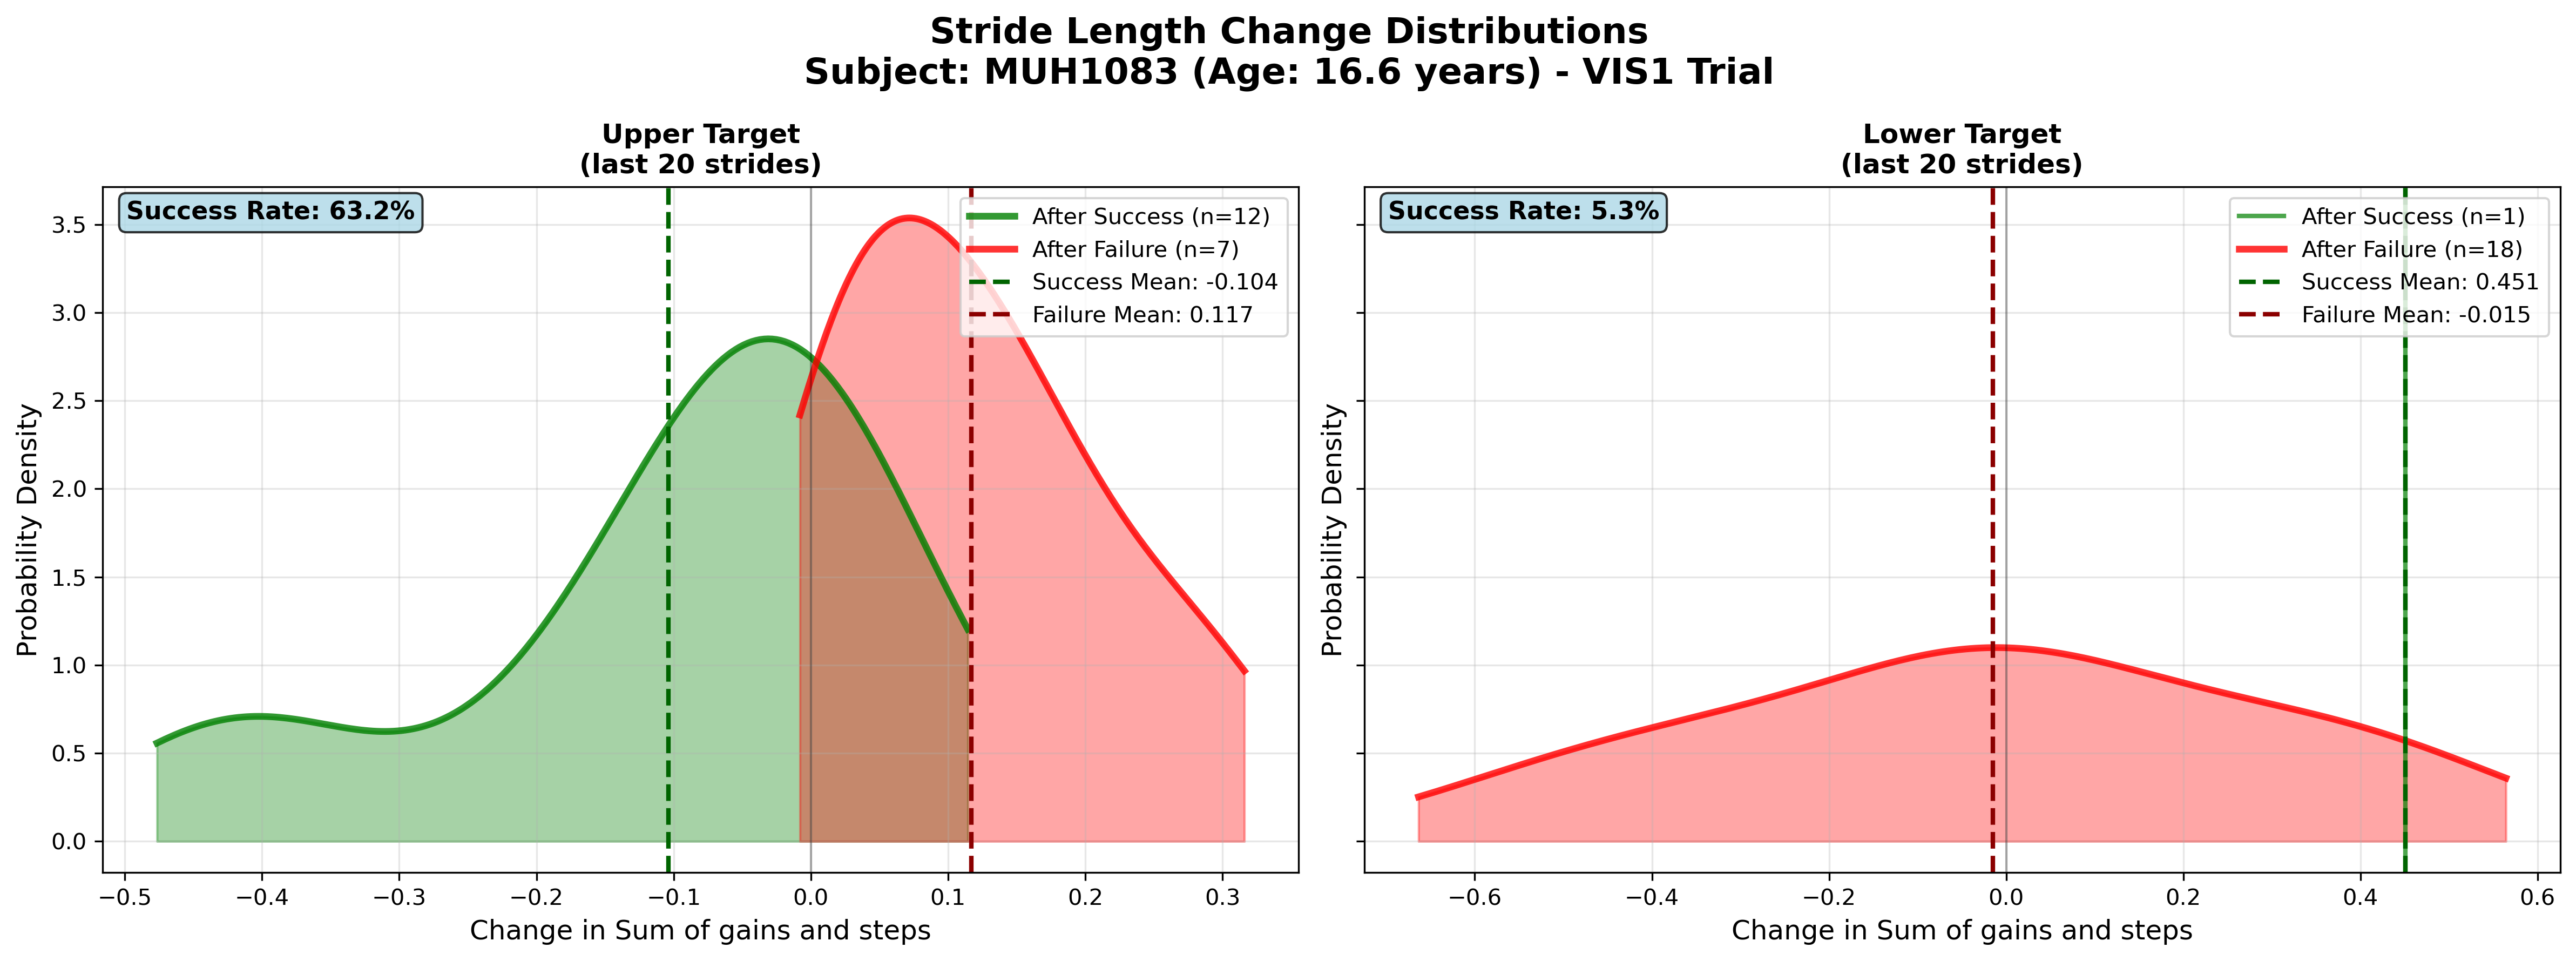 Stride Length Change Distributions
Subject: MUH1083 (Age: 16.6 years) - VIS1 Trial
Upper Target
(last 20 strides)
Success Rate: 63.2%
After Success (n=12)
After Failure (n=7)
Success Mean: -0.104
Failure Mean: 0.117
Probability Density
3.5
3.0
2.5
2.0
1.5
1.0
0.5
0.0
−0.5 −0.4 −0.3 −0.2 −0.1 0.0 0.1 0.2 0.3
Change in Sum of gains and steps
Lower Target
(last 20 strides)
Success Rate: 5.3%
After Success (n=1)
After Failure (n=18)
Success Mean: 0.451
Failure Mean: -0.015
Probability Density
−0.6 −0.4 −0.2 0.0 0.2 0.4 0.6
Change in Sum of gains and steps